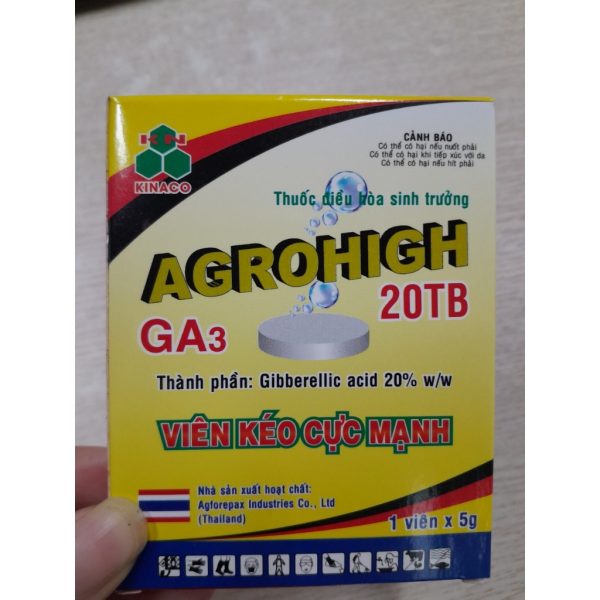 KN
KINACO
CẢNH BÁO
Có thể có hại nếu nuốt phải
Có thể có hại khi tiếp xúc với da
Có thể có hại nếu hít phải
Thuốc điều hòa sinh trưởng
AGROHIGH
20TB
GA3
Thành phần: Gibberellic acid 20% w/w
VIÊN KÉO CỰC MẠNH
Nhà sản xuất hoạt chất:
Agforepax Industries Co., Ltd
(Thailand)
1 viên x 5g